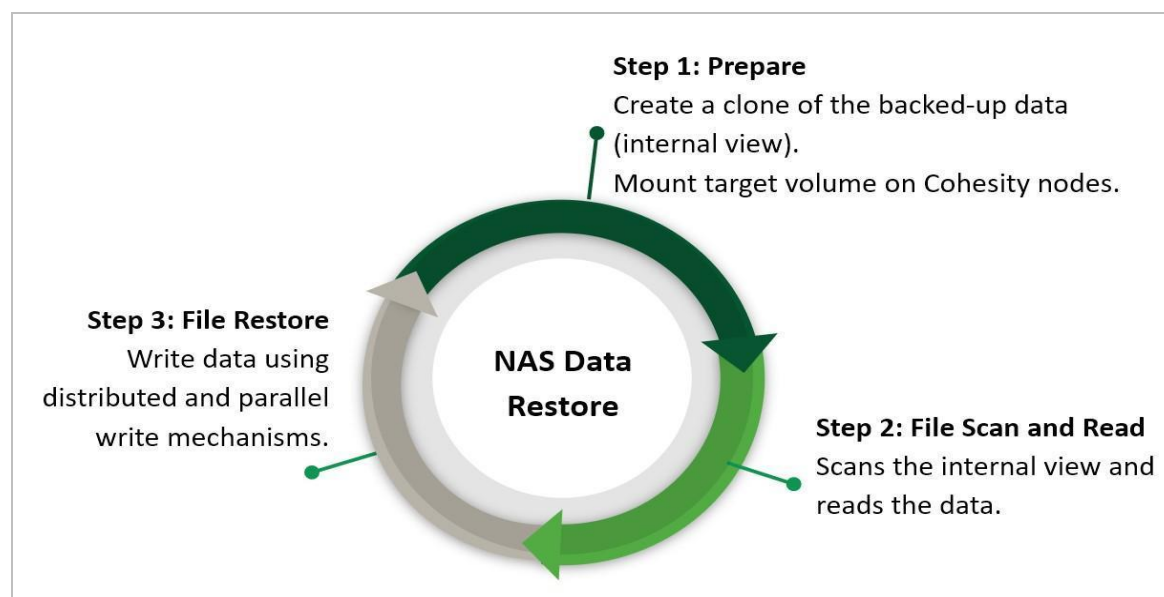 Step 1: Prepare
Create a clone of the backed-up data
(internal view).
Mount target volume on Cohesity nodes.
Step 3: File Restore
Write data using
distributed and parallel
write mechanisms.
NAS Data
Restore
Step 2: File Scan and Read
Scans the internal view and
reads the data.